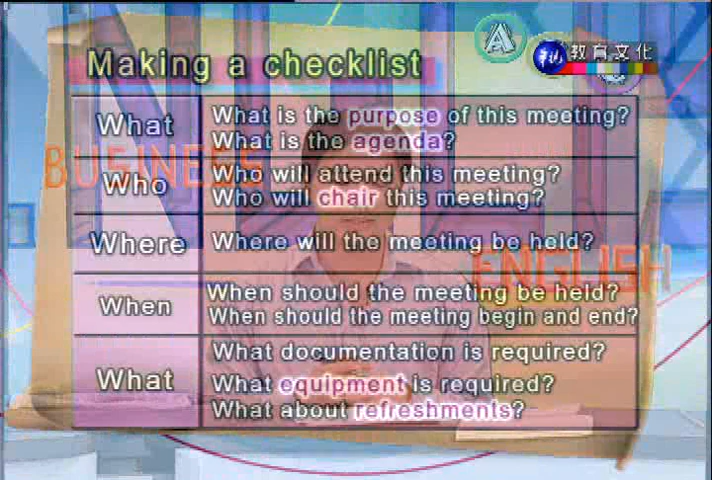 教育文化
Making a checklist
BUSINESS
ENGLISH
What
What is the purpose of this meeting?
What is the agenda?
Who
Who will attend this meeting?
Who will chair this meeting?
Where
Where will the meeting be held?
When
When should the meeting be held?
When should the meeting begin and end?
What
What documentation is required?
What equipment is required?
What about refreshments?